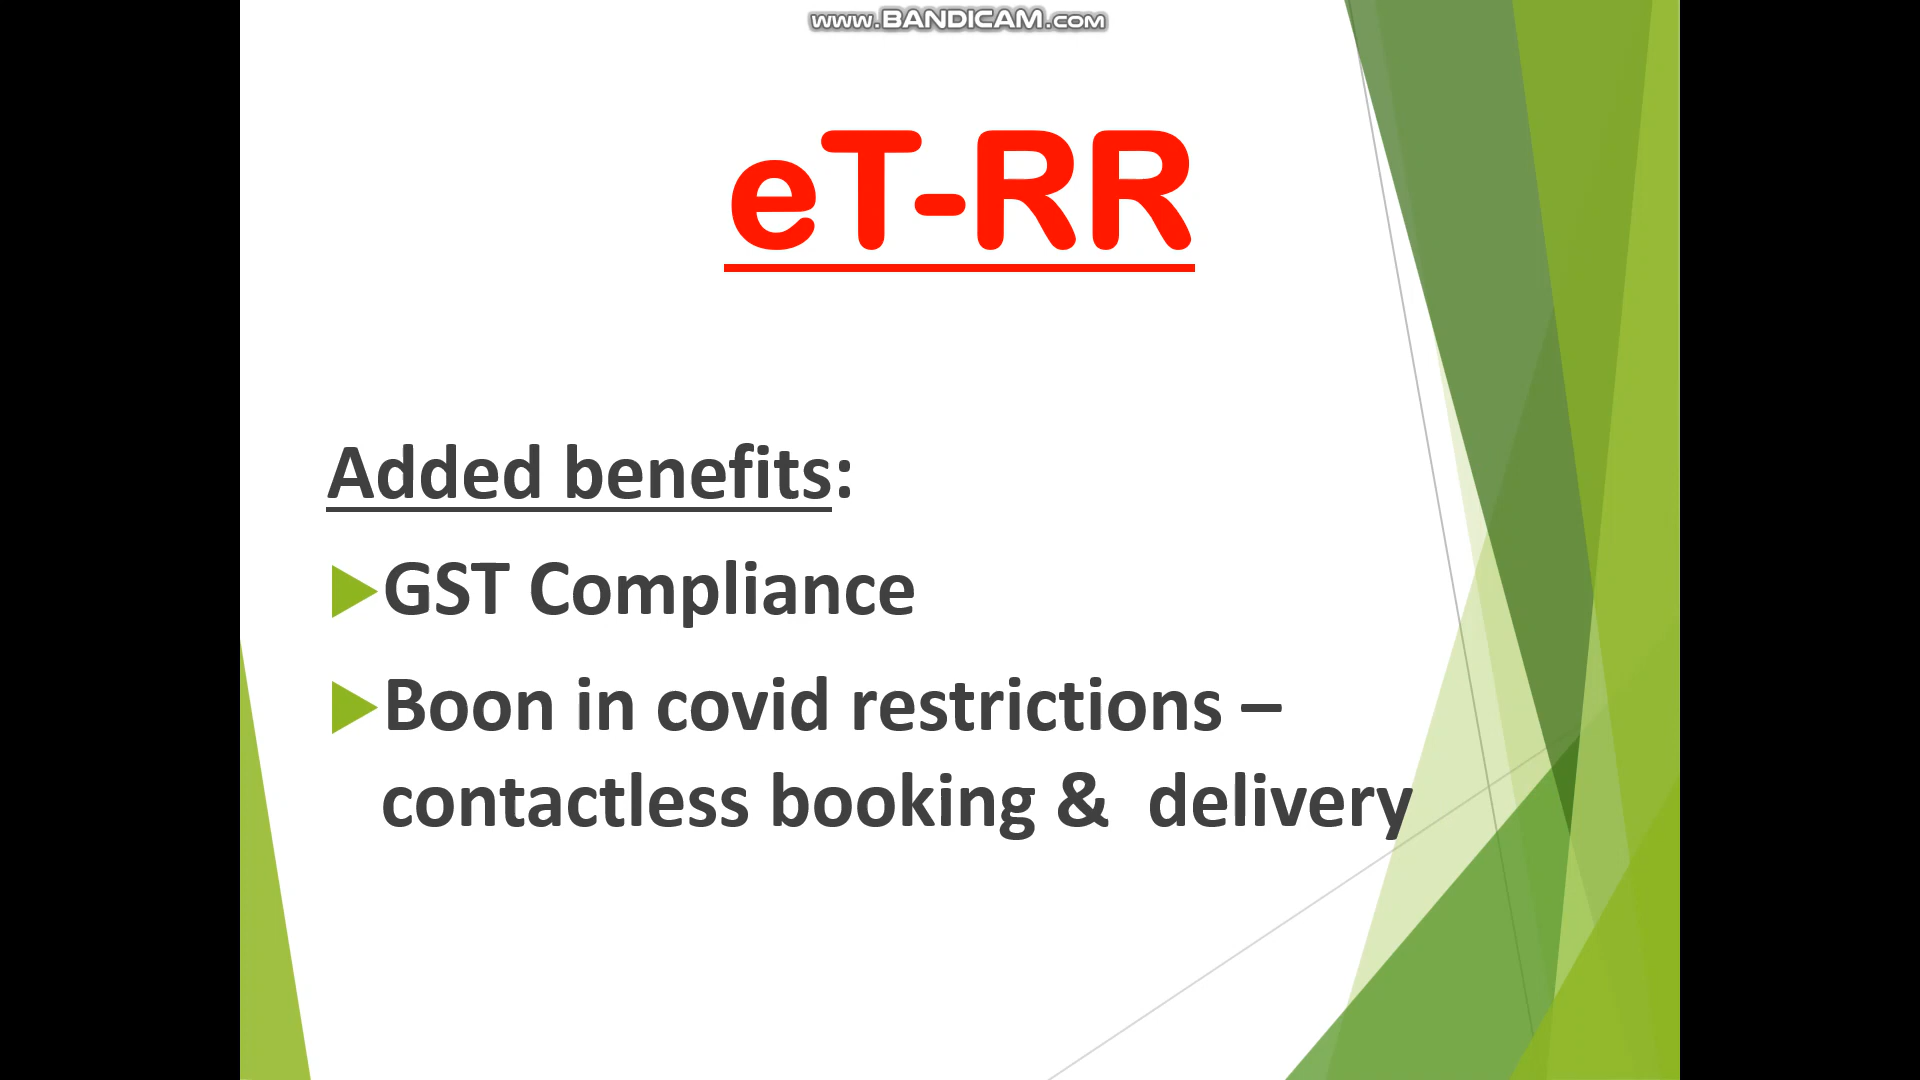 www.BANDICAM.com
eT-RR
Added benefits:
GST Compliance
Boon in covid restrictions –
contactless booking &  delivery